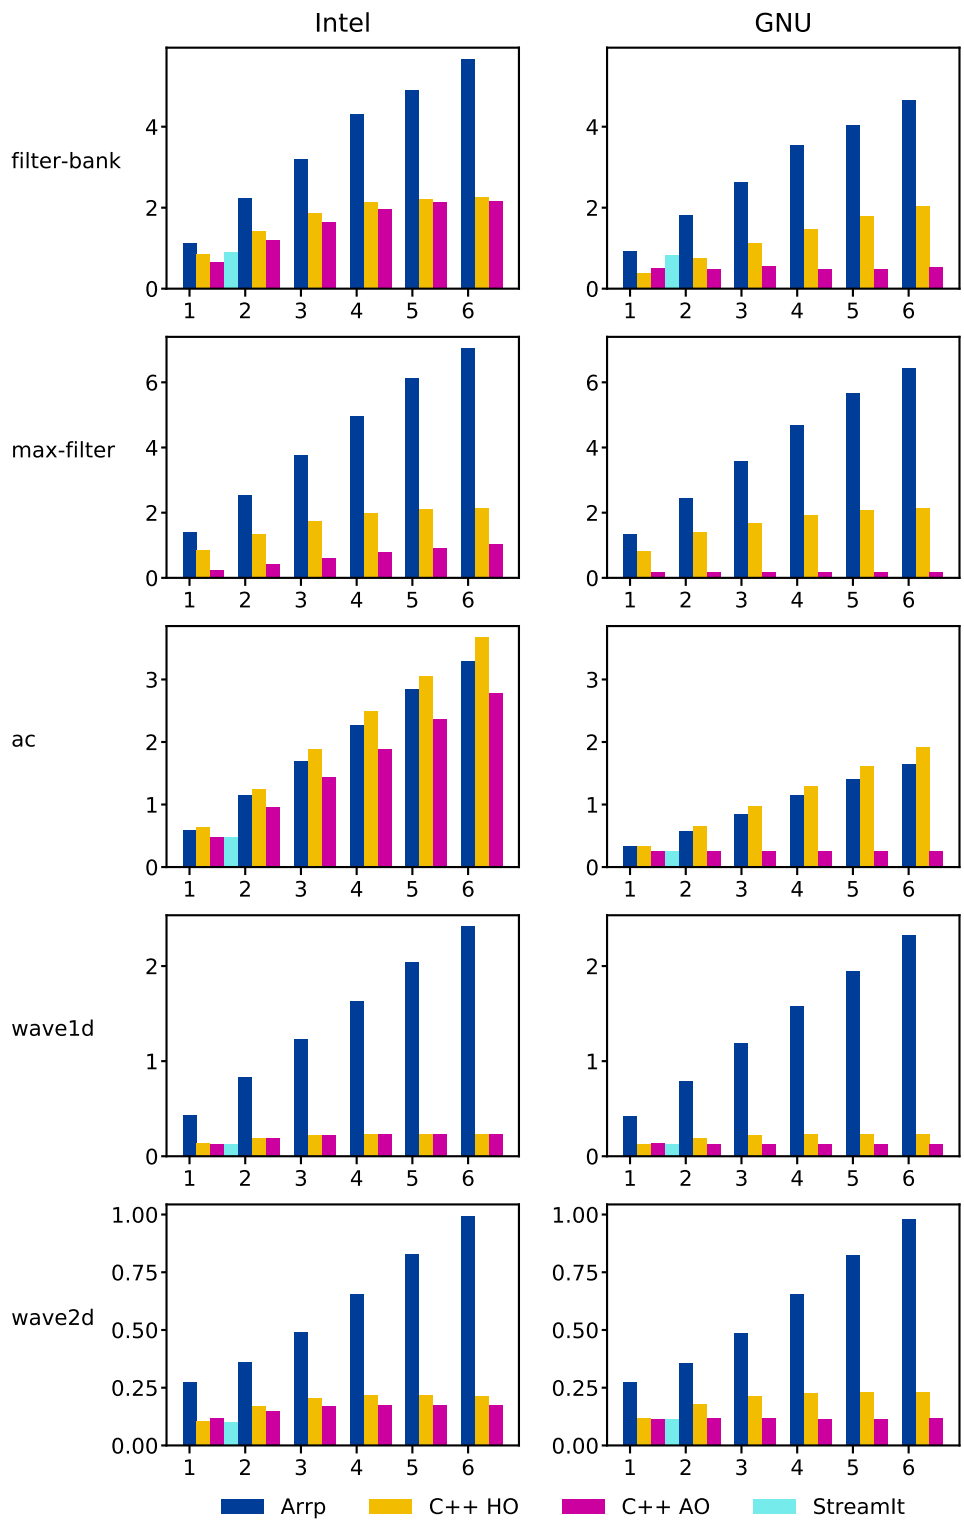 Intel GNU
filter-bank
4 4
2 2
0 0
1 2 3 4 5 6 1 2 3 4 5 6
max-filter
6 6
4 4
2 2
0 0
1 2 3 4 5 6 1 2 3 4 5 6
ac
3 3
2 2
1 1
0 0
1 2 3 4 5 6 1 2 3 4 5 6
wave1d
2 2
1 1
0 0
1 2 3 4 5 6 1 2 3 4 5 6
wave2d
1.00 1.00
0.75 0.75
0.50 0.50
0.25 0.25
0.00 0.00
1 2 3 4 5 6 1 2 3 4 5 6
Arrp C++ HO C++ AO StreamIt